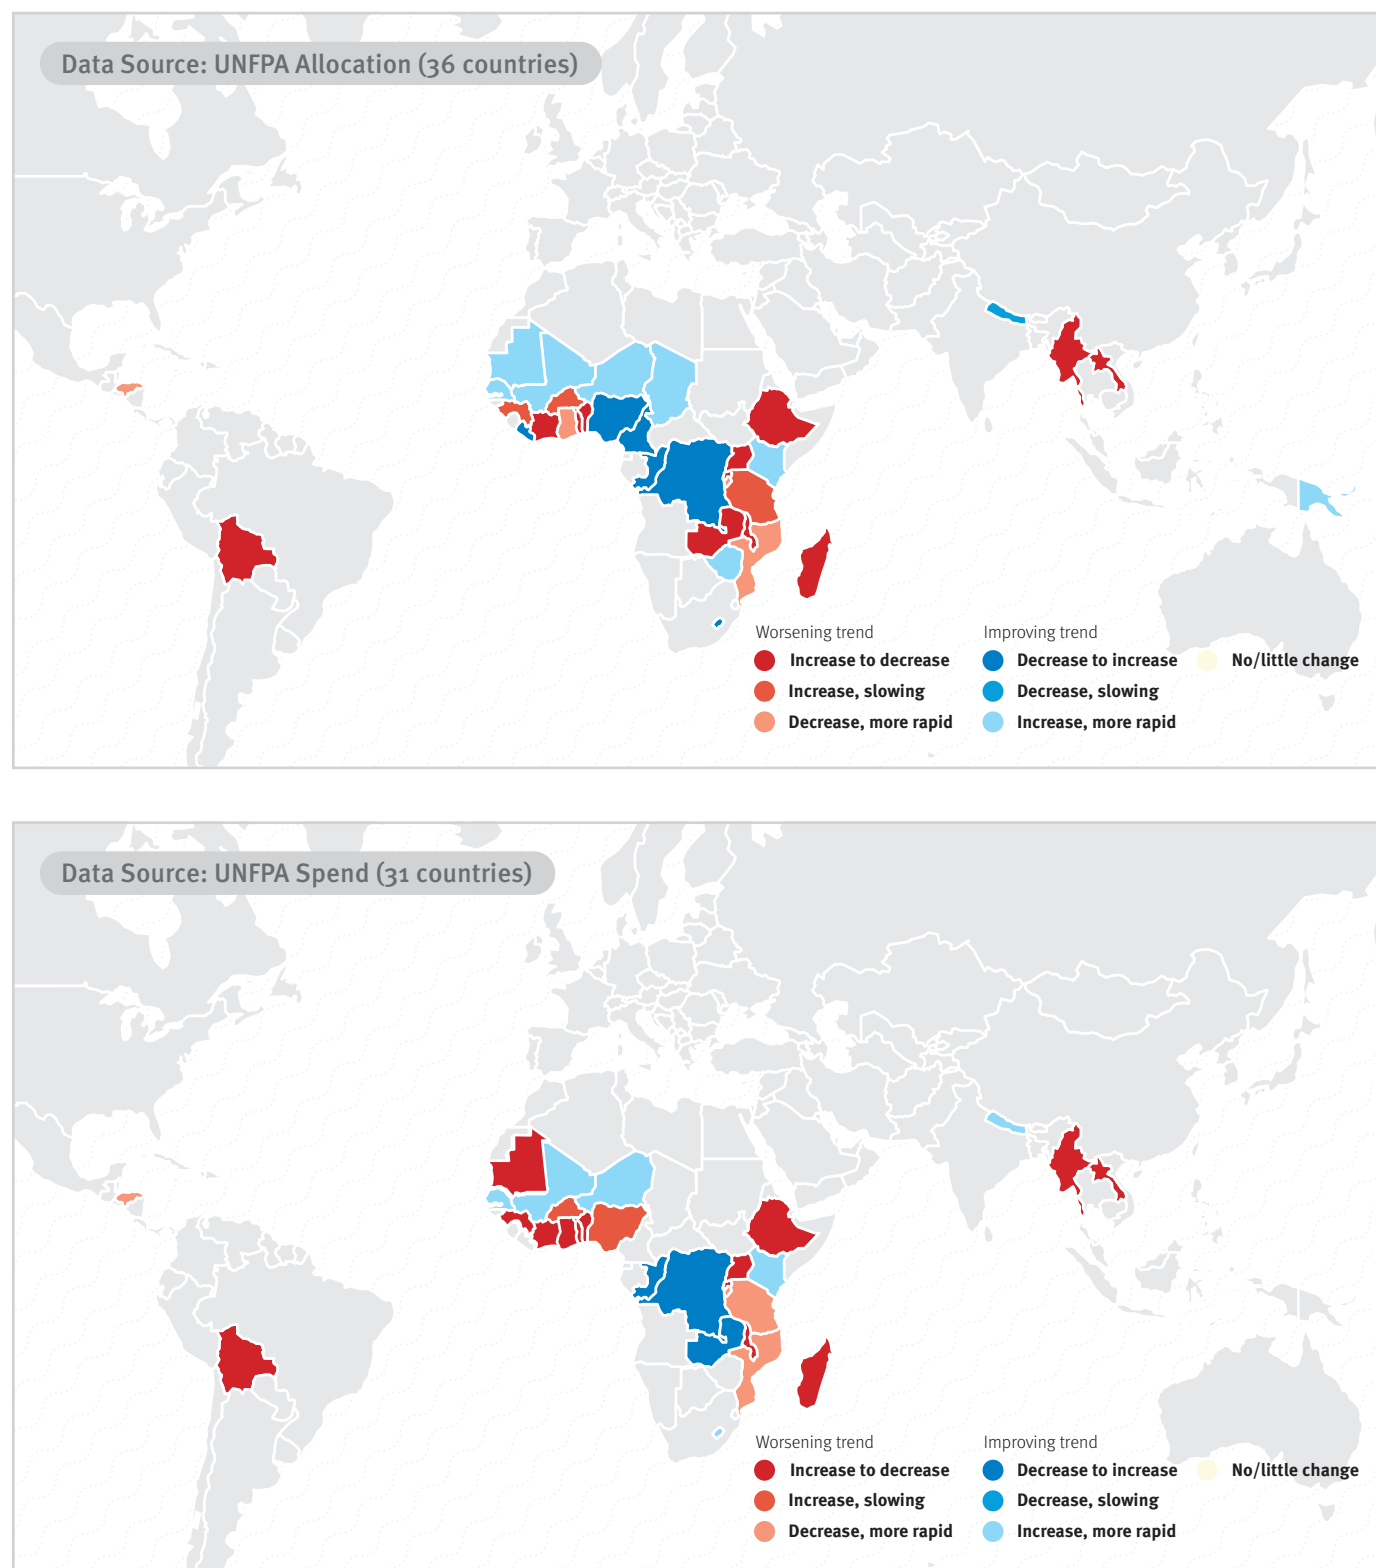 Data Source: UNFPA Allocation (36 countries)
Worsening trend
Increase to decrease
Increase, slowing
Decrease, more rapid
Improving trend
Decrease to increase
Decrease, slowing
Increase, more rapid
No/little change
Data Source: UNFPA Spend (31 countries)
Worsening trend
Increase to decrease
Increase, slowing
Decrease, more rapid
Improving trend
Decrease to increase
Decrease, slowing
Increase, more rapid
No/little change